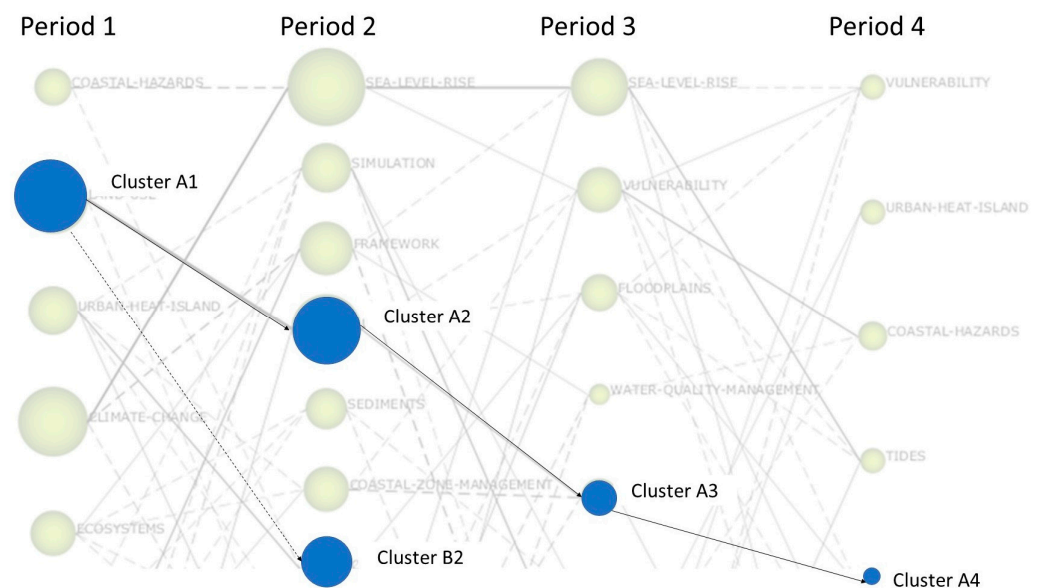 Period 1
Period 2
Period 3
Period 4
COASTAL-HAZARDS
SEA-LEVEL-RISE
SEA-LEVEL-RISE
VULNERABILITY
Cluster A1
SIMULATION
VULNERABILITY
URBAN-HEAT-ISLAND
FRAMEWORK
URBAN-HEAT-ISLAND
Cluster A2
FLOODPLAINS
COASTAL-HAZARDS
CLIMATE-CHANGE
SEDIMENTS
WATER-QUALITY-MANAGEMENT
TIDES
COASTAL-ZONE-MANAGEMENT
Cluster A3
ECOSYSTEMS
Cluster B2
Cluster A4